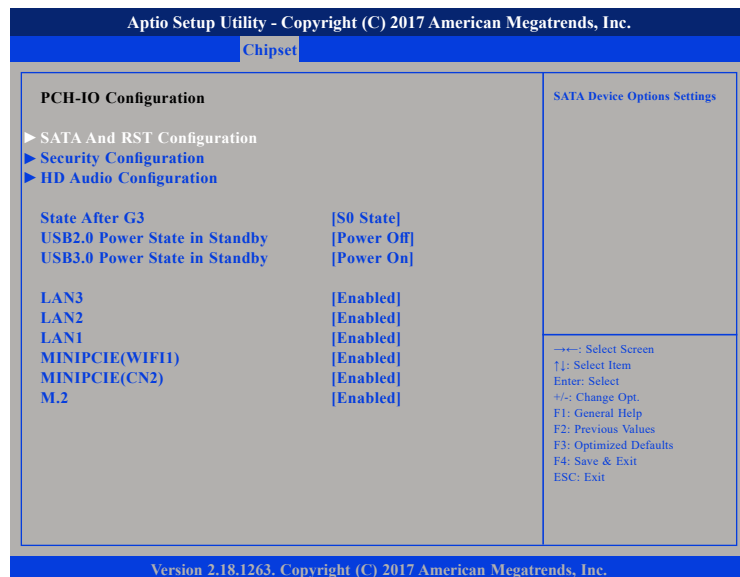 Aptio Setup Utility - Copyright (C) 2017 American Megatrends, Inc.
Chipset
PCH-IO Configuration
► SATA And RST Configuration
► Security Configuration
► HD Audio Configuration
State After G3 [S0 State]
USB2.0 Power State in Standby [Power Off]
USB3.0 Power State in Standby [Power On]
LAN3 [Enabled]
LAN2 [Enabled]
LAN1 [Enabled]
MINIPCIE(WIFI1) [Enabled]
MINIPCIE(CN2) [Enabled]
M.2 [Enabled]
SATA Device Options Settings
→←: Select Screen
↑↓: Select Item
Enter: Select
+/-: Change Opt.
F1: General Help
F2: Previous Values
F3: Optimized Defaults
F4: Save & Exit
ESC: Exit
Version 2.18.1263. Copyright (C) 2017 American Megatrends, Inc.